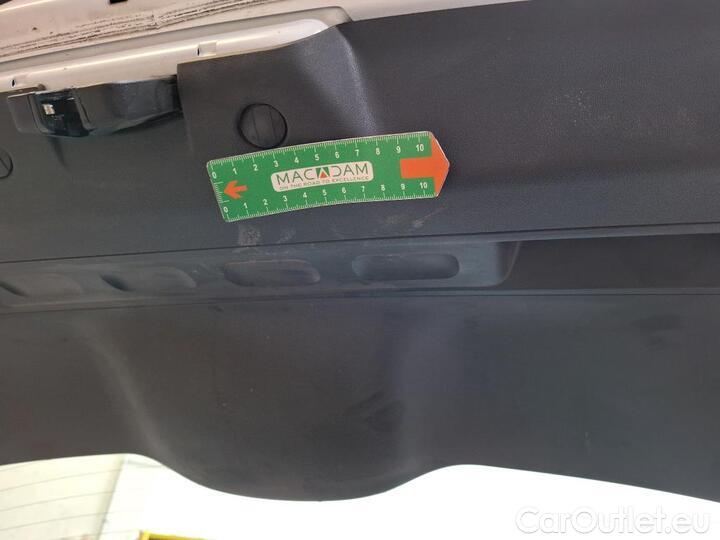 0 1 2 3 4 5 6 7 8 9 10
MACADAM
ON THE ROAD TO EXCELLENCE
0 1 2 3 4 5 6 7 8 9 10
CarOutlet.eu